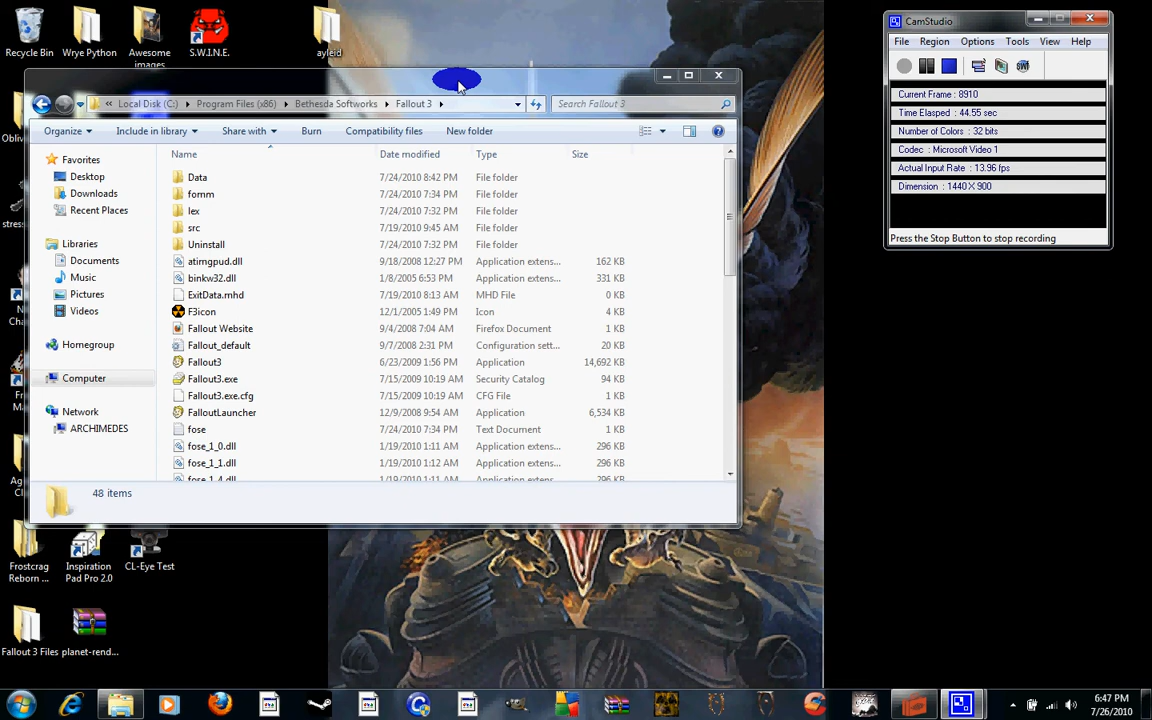 Recycle Bin
Wrye Python
Awesome images
S.W.I.N.E.
ayleid
CamStudio
File Region Options Tools View Help
Current Frame : 8910
Time Elasped : 44.55 sec
Number of Colors : 32 bits
Codec : Microsoft Video 1
Actual Input Rate : 13.96 fps
Dimension : 1440 X 900
Press the Stop Button to stop recording
« Local Disk (C:) Program Files (x86) Bethesda Softworks Fallout 3
Search Fallout 3
Organize Include in library Share with Burn Compatibility files New folder
Name Date modified Type Size
Favorites
Desktop
Downloads
Recent Places
Libraries
Documents
Music
Pictures
Videos
Homegroup
Computer
Network
ARCHIMEDES
Data 7/24/2010 8:42 PM File folder
fomm 7/24/2010 7:34 PM File folder
lex 7/24/2010 7:32 PM File folder
src 7/19/2010 9:45 AM File folder
Uninstall 7/24/2010 7:32 PM File folder
atimgpud.dll 9/18/2008 12:27 PM Application extens... 162 KB
binkw32.dll 1/8/2005 6:53 PM Application extens... 331 KB
ExitData.mhd 7/19/2010 8:13 AM MHD File 0 KB
F3icon 12/1/2005 1:49 PM Icon 4 KB
Fallout Website 9/4/2008 7:04 AM Firefox Document 1 KB
Fallout_default 9/7/2008 2:31 PM Configuration sett... 20 KB
Fallout3 6/23/2009 1:56 PM Application 14,692 KB
Fallout3.exe 7/15/2009 10:19 AM Security Catalog 94 KB
Fallout3.exe.cfg 7/15/2009 10:19 AM CFG File 1 KB
FalloutLauncher 12/9/2008 9:54 AM Application 6,534 KB
fose 7/24/2010 7:34 PM Text Document 1 KB
fose_1_0.dll 1/19/2010 1:11 AM Application extens... 296 KB
fose_1_1.dll 1/19/2010 1:12 AM Application extens... 296 KB
fose_1_4.dll 1/19/2010 1:11 AM Application extens... 296 KB
48 items
Frostcrag Reborn ...
Inspiration Pad Pro 2.0
CL-Eye Test
Fallout 3 Files
planet-rend...
6:47 PM
7/26/2010